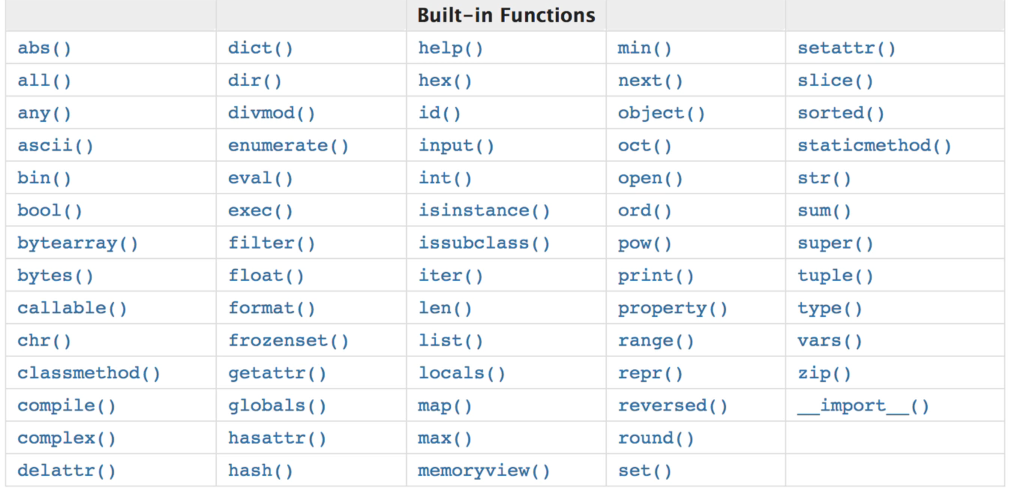 Built-in Functions
abs() dict() help() min() setattr()
all() dir() hex() next() slice()
any() divmod() id() object() sorted()
ascii() enumerate() input() oct() staticmethod()
bin() eval() int() open() str()
bool() exec() isinstance() ord() sum()
bytearray() filter() issubclass() pow() super()
bytes() float() iter() print() tuple()
callable() format() len() property() type()
chr() frozenset() list() range() vars()
classmethod() getattr() locals() repr() zip()
compile() globals() map() reversed() __import__()
complex() hasattr() max() round()
delattr() hash() memoryview() set()